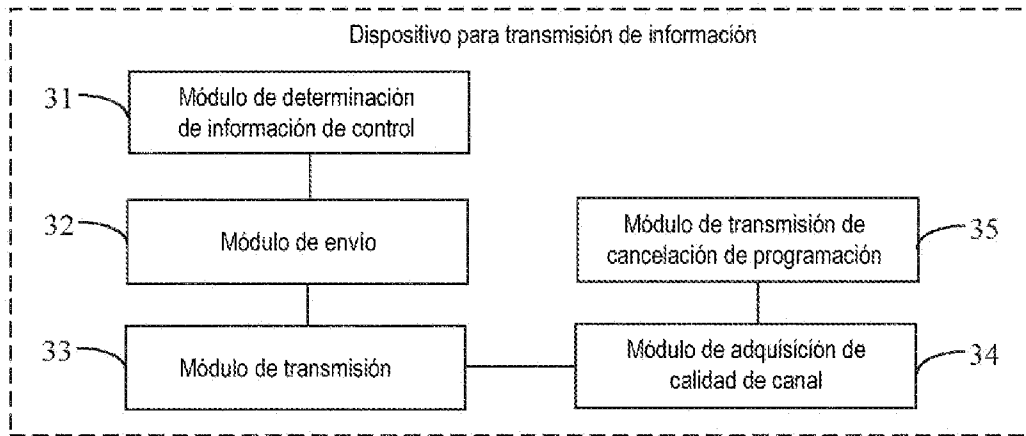 Dispositivo para transmisión de información
31
Módulo de determinación
de información de control
32
Módulo de envío
Módulo de transmisión de
cancelación de programación
35
33
Módulo de transmisión
Módulo de adquisición de
calidad de canal
34